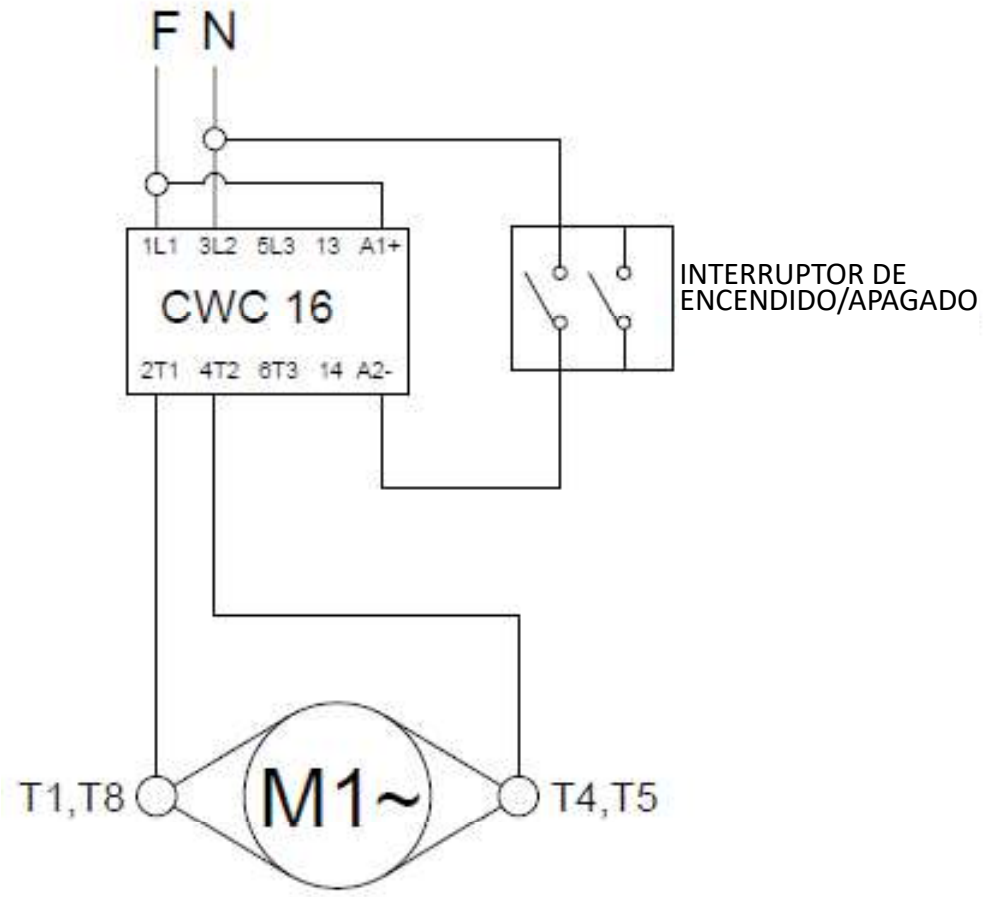 F N
1L1 3L2 5L3 13 A1+
CWC 16
2T1 4T2 6T3 14 A2-
INTERRUPTOR DE
ENCENDIDO/APAGADO
T1,T8
M1~
T4,T5